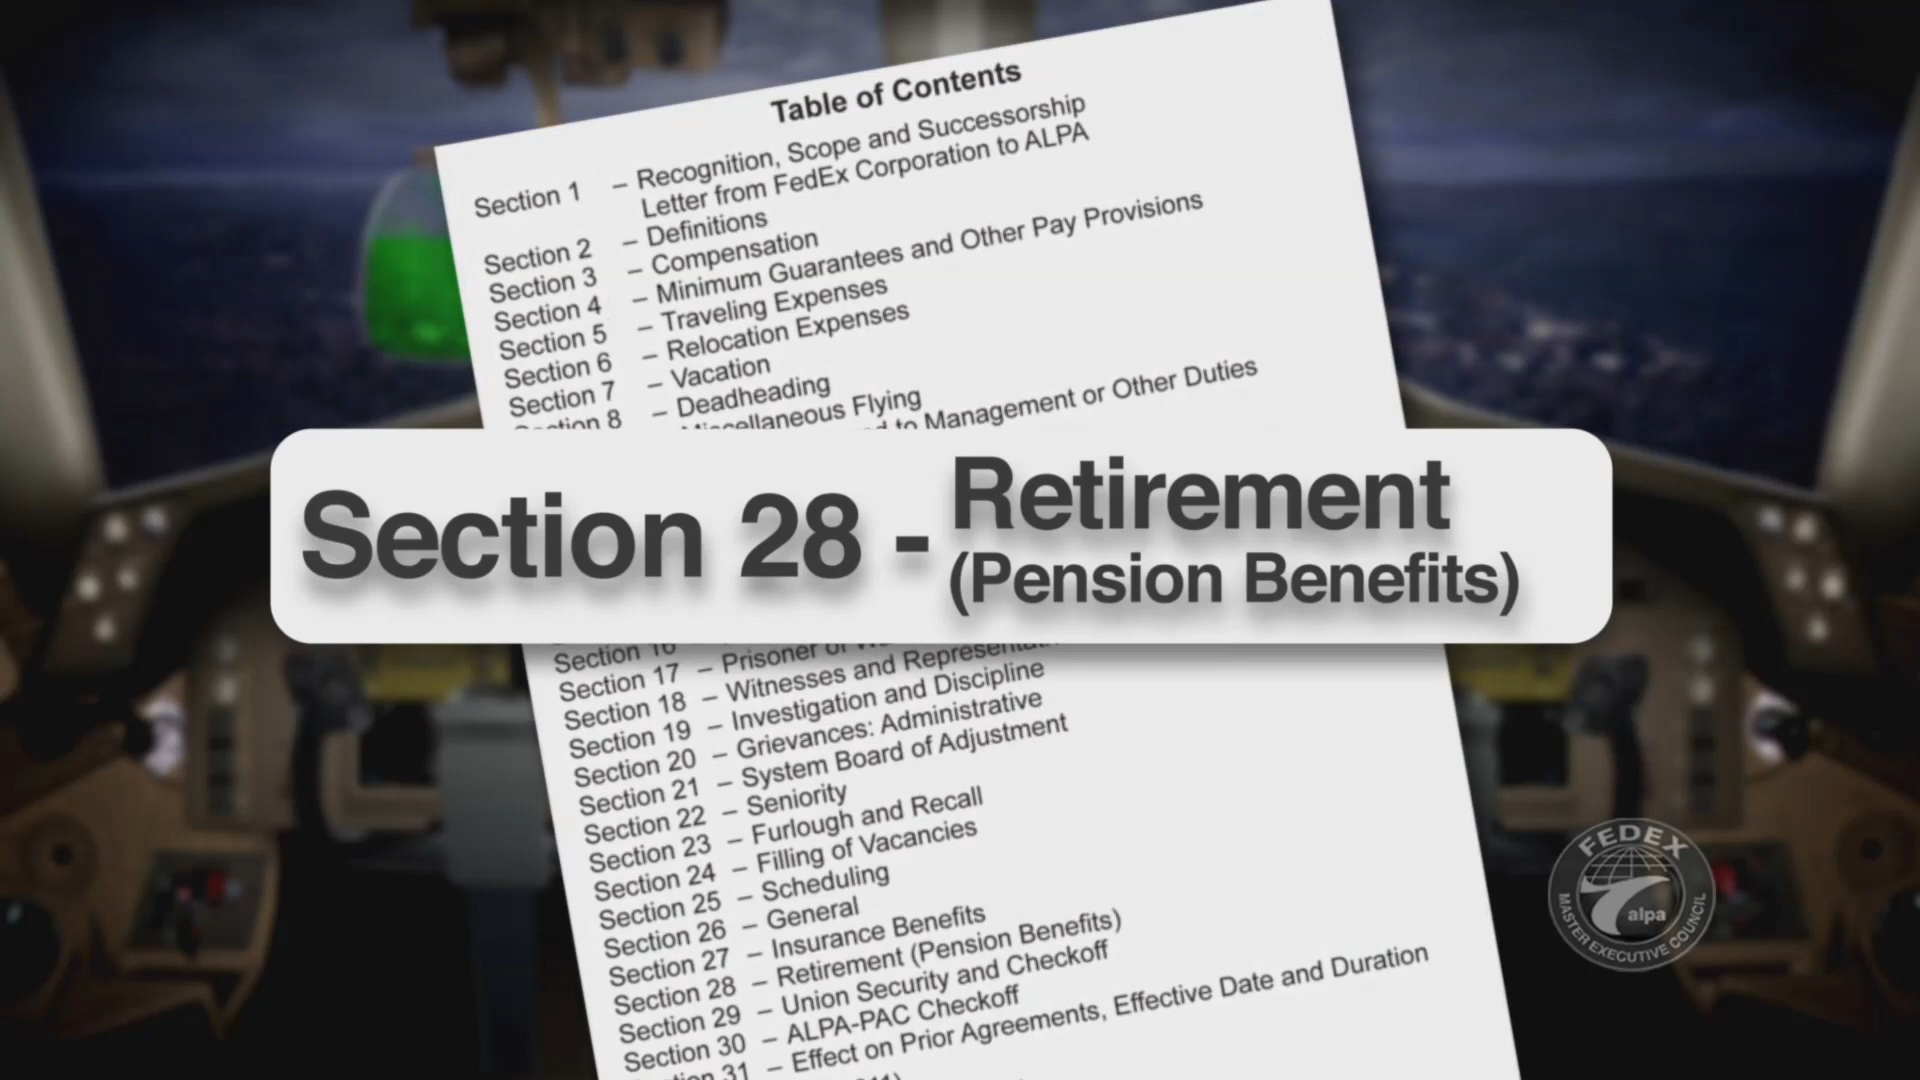 Table of Contents
Section 1 – Recognition, Scope and Successorship
Letter from FedEx Corporation to ALPA
Section 2 – Definitions
Section 3 – Compensation
Section 4 – Minimum Guarantees and Other Pay Provisions
Section 5 – Traveling Expenses
Section 6 – Relocation Expenses
Section 7 – Vacation
Section 8 – Deadheading
Miscellaneous Flying
to Management or Other Duties
Section 28 - Retirement
(Pension Benefits)
Section 16
Section 17 – Prisoner of
Section 18 – Witnesses and
Section 19 – Investigation and Discipline
Section 20 – Grievances: Administrative
Section 21 – System Board of Adjustment
Section 22 – Seniority
Section 23 – Furlough and Recall
Section 24 – Filling of Vacancies
Section 25 – Scheduling
Section 26 – General
Section 27 – Insurance Benefits
Section 28 – Retirement (Pension Benefits)
Section 29 – Union Security and Checkoff
Section 30 – ALPA-PAC Checkoff
31 – Effect on Prior Agreements, Effective Date and Duration
FEDEX
alpa
MASTER EXECUTIVE COUNCIL